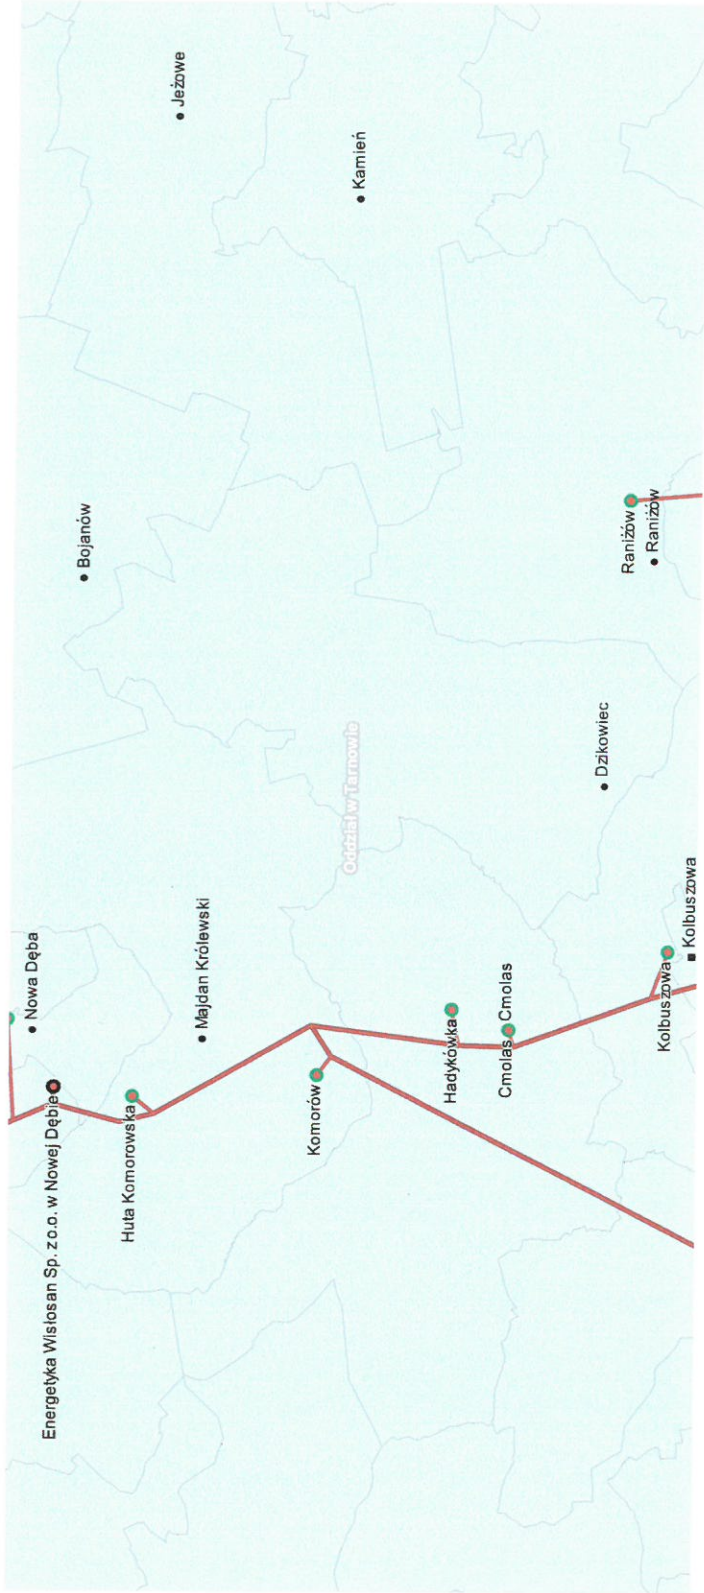 Nowa Dęba
Energetyka Wisłosan Sp. z o.o. w Nowej Dębie
Bojanów
Huta Komorowska
Jeżowe
Majdan Królewski
Komorów
Oddział w Tarnowie
Kamień
Hadykówka
Cmolas
Cmolas
Dzikowiec
Raniżów
Raniżów
Kolbuszowa
Kolbuszowa